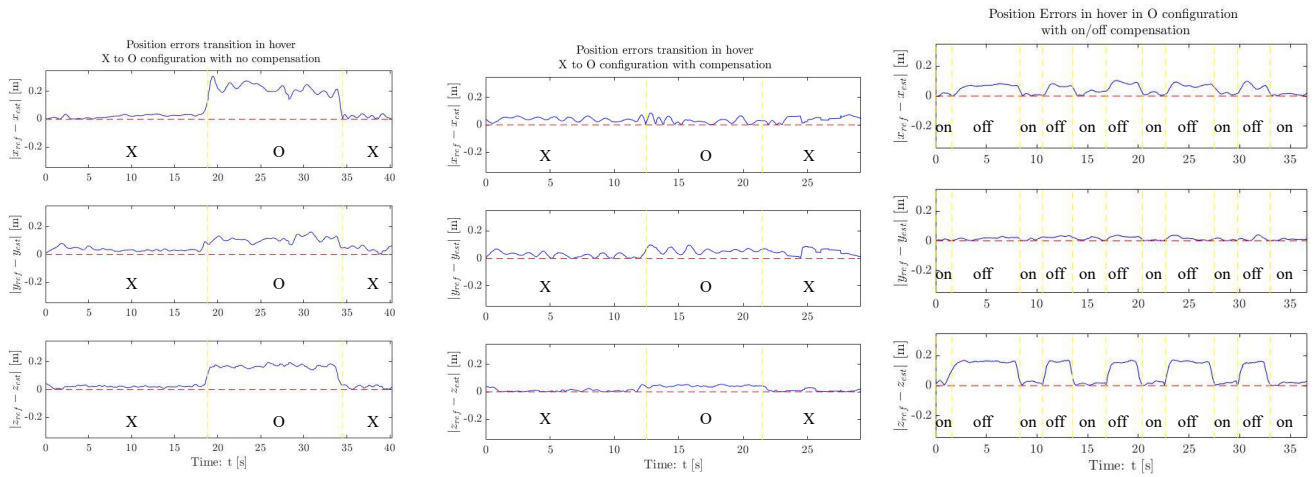 Position errors transition in hover
X to O configuration with no compensation
|x_ref − x_est| [m]
0.2
0
-0.2
X
O
X
0 5 10 15 20 25 30 35 40
|y_ref − y_est| [m]
0.2
0
-0.2
X
O
X
0 5 10 15 20 25 30 35 40
|z_ref − z_est| [m]
0.2
0
-0.2
X
O
X
0 5 10 15 20 25 30 35 40
Time: t [s]
Position errors transition in hover
X to O configuration with compensation
|x_ref − x_est| [m]
0.2
0
-0.2
X
O
X
0 5 10 15 20 25
|y_ref − y_est| [m]
0.2
0
-0.2
X
O
X
0 5 10 15 20 25
|z_ref − z_est| [m]
0.2
0
-0.2
X
O
X
0 5 10 15 20 25
Time: t [s]
Position Errors in hover in O configuration
with on/off compensation
|x_ref − x_est| [m]
0.2
0
-0.2
on off on off on off on off on off on
0 5 10 15 20 25 30 35
|y_ref − y_est| [m]
0.2
0
-0.2
on off on off on off on off on off on
0 5 10 15 20 25 30 35
|z_ref − z_est| [m]
0.2
0
-0.2
on off on off on off on off on off on
0 5 10 15 20 25 30 35
Time: t [s]